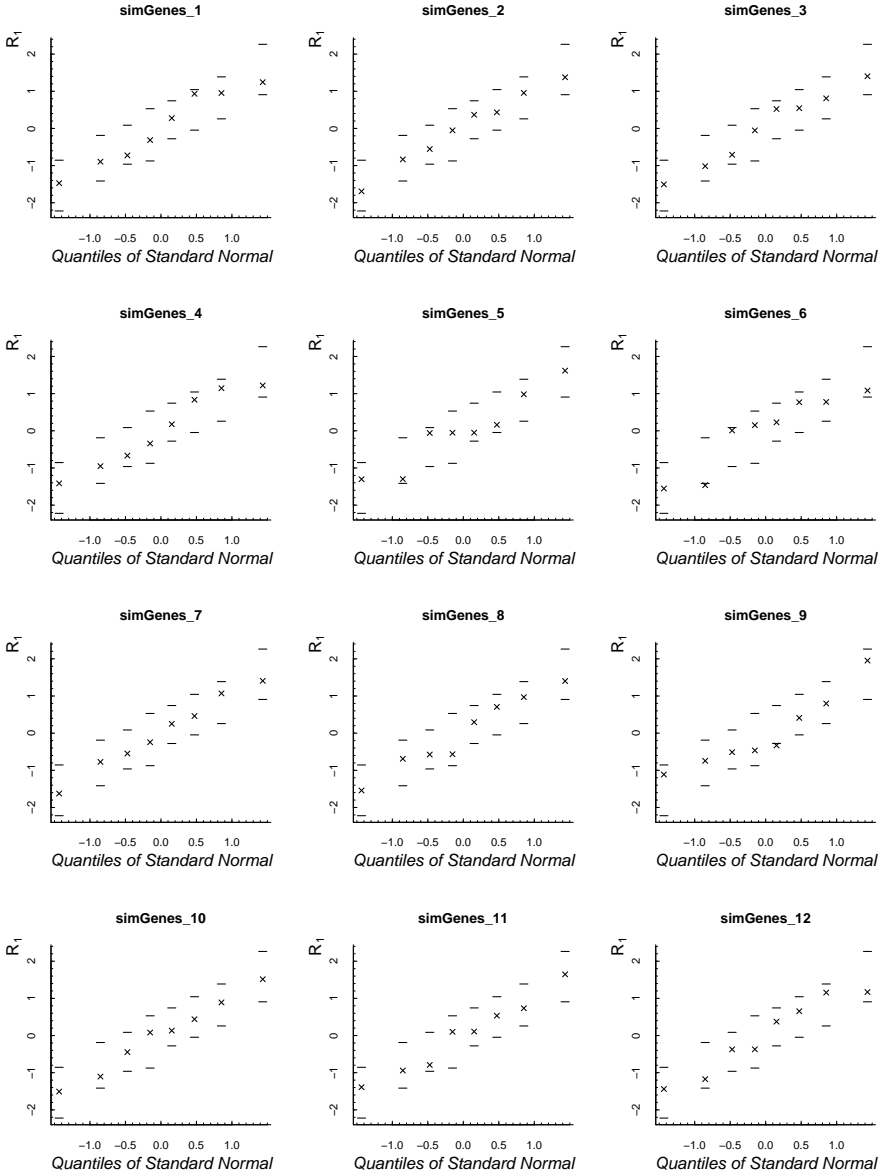 simGenes_1
R1
2
1
0
−1
−2
−1.0 −0.5 0.0 0.5 1.0
Quantiles of Standard Normal
simGenes_2
R1
2
1
0
−1
−2
−1.0 −0.5 0.0 0.5 1.0
Quantiles of Standard Normal
simGenes_3
R1
2
1
0
−1
−2
−1.0 −0.5 0.0 0.5 1.0
Quantiles of Standard Normal
simGenes_4
R1
2
1
0
−1
−2
−1.0 −0.5 0.0 0.5 1.0
Quantiles of Standard Normal
simGenes_5
R1
2
1
0
−1
−2
−1.0 −0.5 0.0 0.5 1.0
Quantiles of Standard Normal
simGenes_6
R1
2
1
0
−1
−2
−1.0 −0.5 0.0 0.5 1.0
Quantiles of Standard Normal
simGenes_7
R1
2
1
0
−1
−2
−1.0 −0.5 0.0 0.5 1.0
Quantiles of Standard Normal
simGenes_8
R1
2
1
0
−1
−2
−1.0 −0.5 0.0 0.5 1.0
Quantiles of Standard Normal
simGenes_9
R1
2
1
0
−1
−2
−1.0 −0.5 0.0 0.5 1.0
Quantiles of Standard Normal
simGenes_10
R1
2
1
0
−1
−2
−1.0 −0.5 0.0 0.5 1.0
Quantiles of Standard Normal
simGenes_11
R1
2
1
0
−1
−2
−1.0 −0.5 0.0 0.5 1.0
Quantiles of Standard Normal
simGenes_12
R1
2
1
0
−1
−2
−1.0 −0.5 0.0 0.5 1.0
Quantiles of Standard Normal